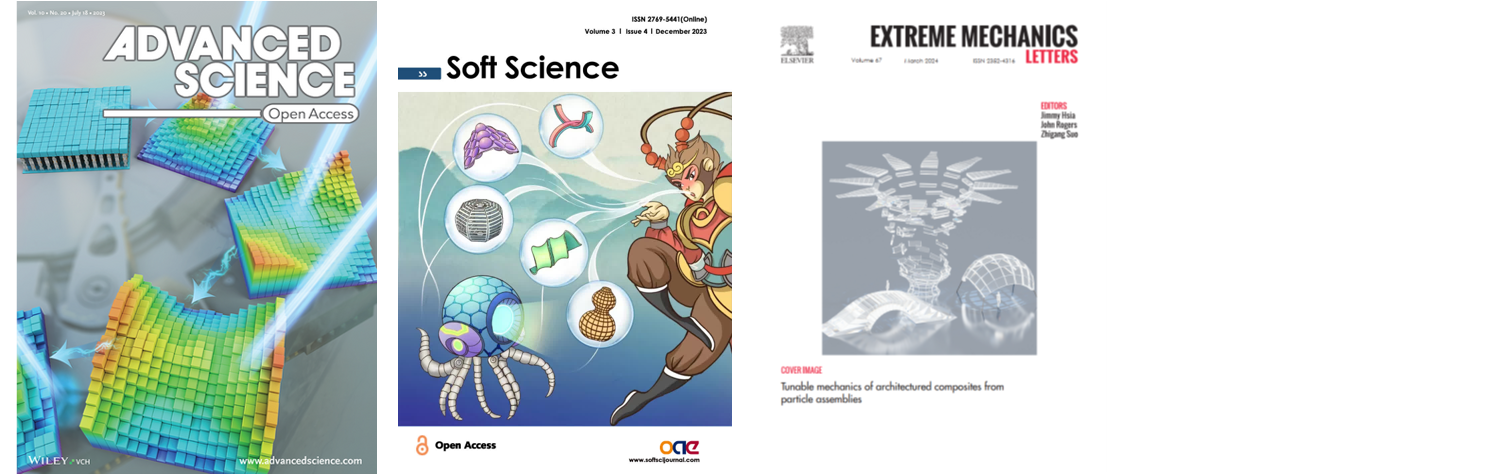 Vol. 10 • No. 20 • July 18 • 2023
ADVANCED
SCIENCE
Open Access
WILEY VCH
www.advancedscience.com
ISSN 2769-5441(Online)
Volume 3 | Issue 4 | December 2023
›› Soft Science
Open Access
oae
www.softscijournal.com
ELSEVIER
EXTREME MECHANICS
LETTERS
Volume 67
March 2024
ISSN 2352-4316
EDITORS
Jimmy Hsia
John Rogers
Zhigang Suo
COVER IMAGE
Tunable mechanics of architectured composites from
particle assemblies